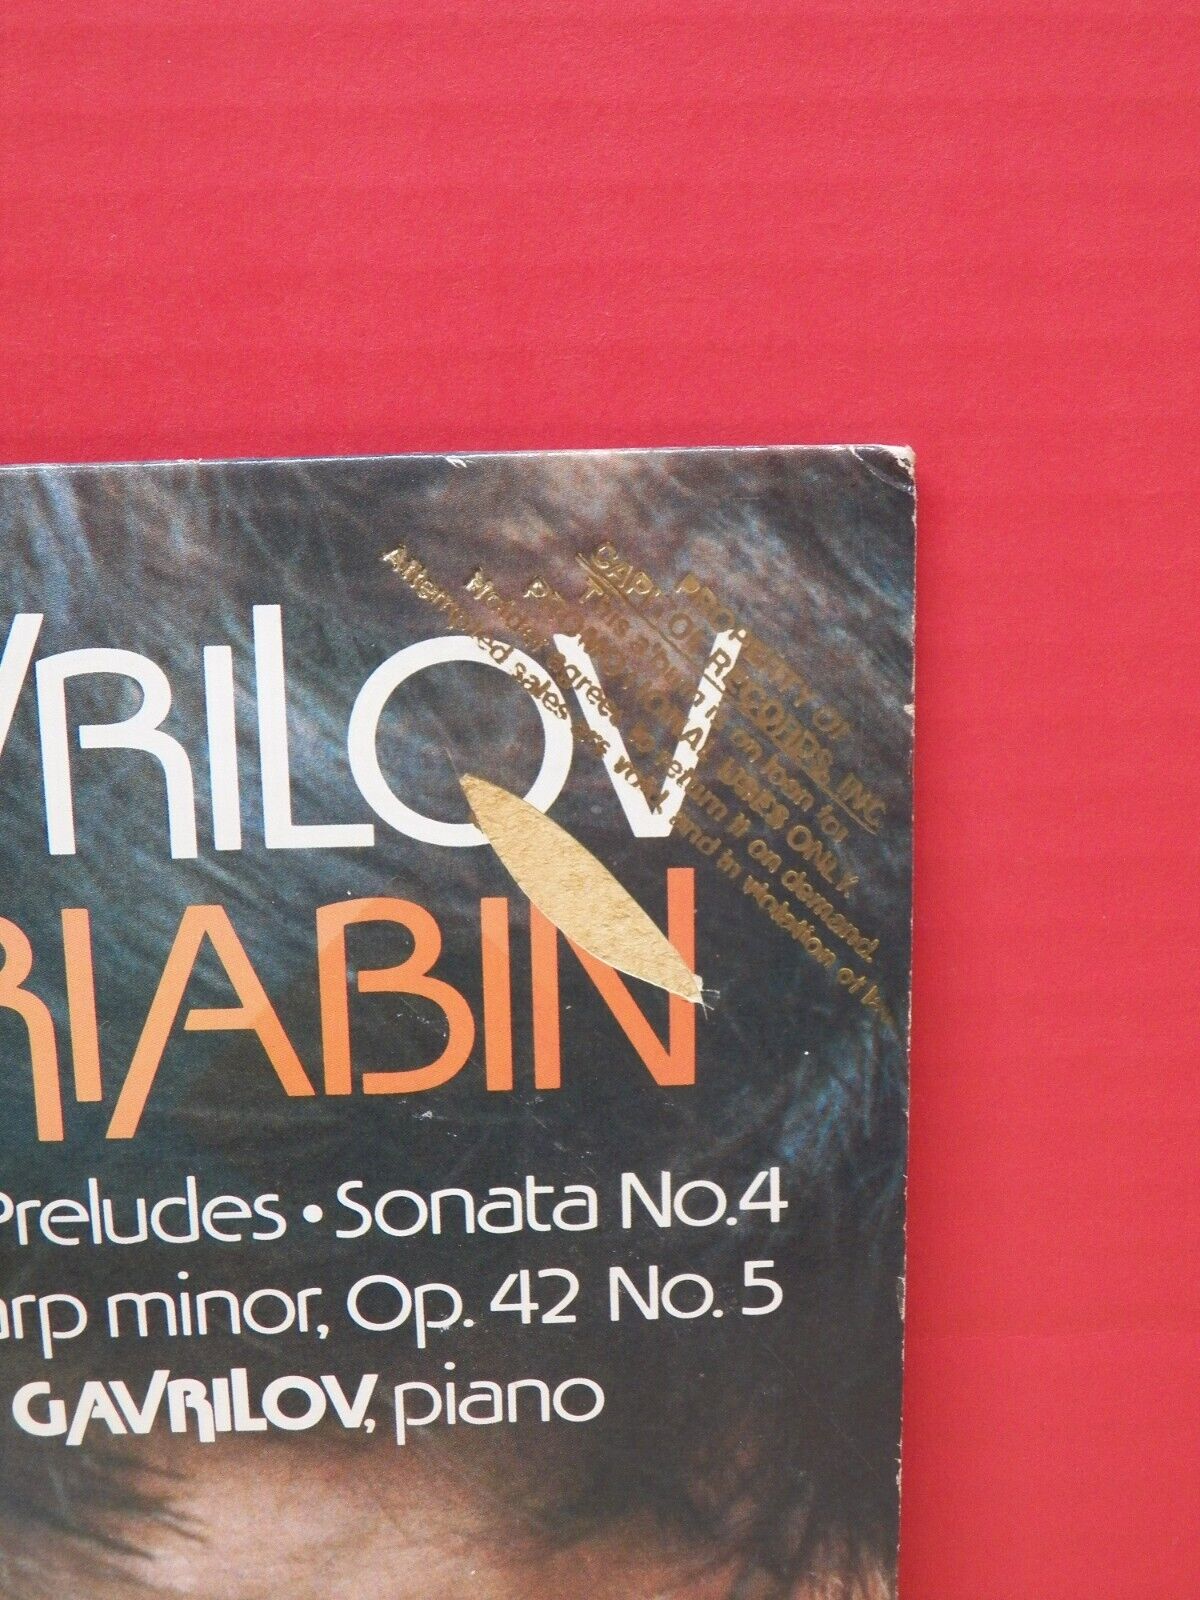 VRILOV
RIABIN
Preludes • Sonata No.4
arp minor, Op. 42 No. 5
GAVRILOV, piano
PROPERTY OF
RECORDS, INC
This album is on loan for
PROMOTIONAL USES ONLY
Holder agrees to return it on demand.
Attempted sales are void and in violation of law